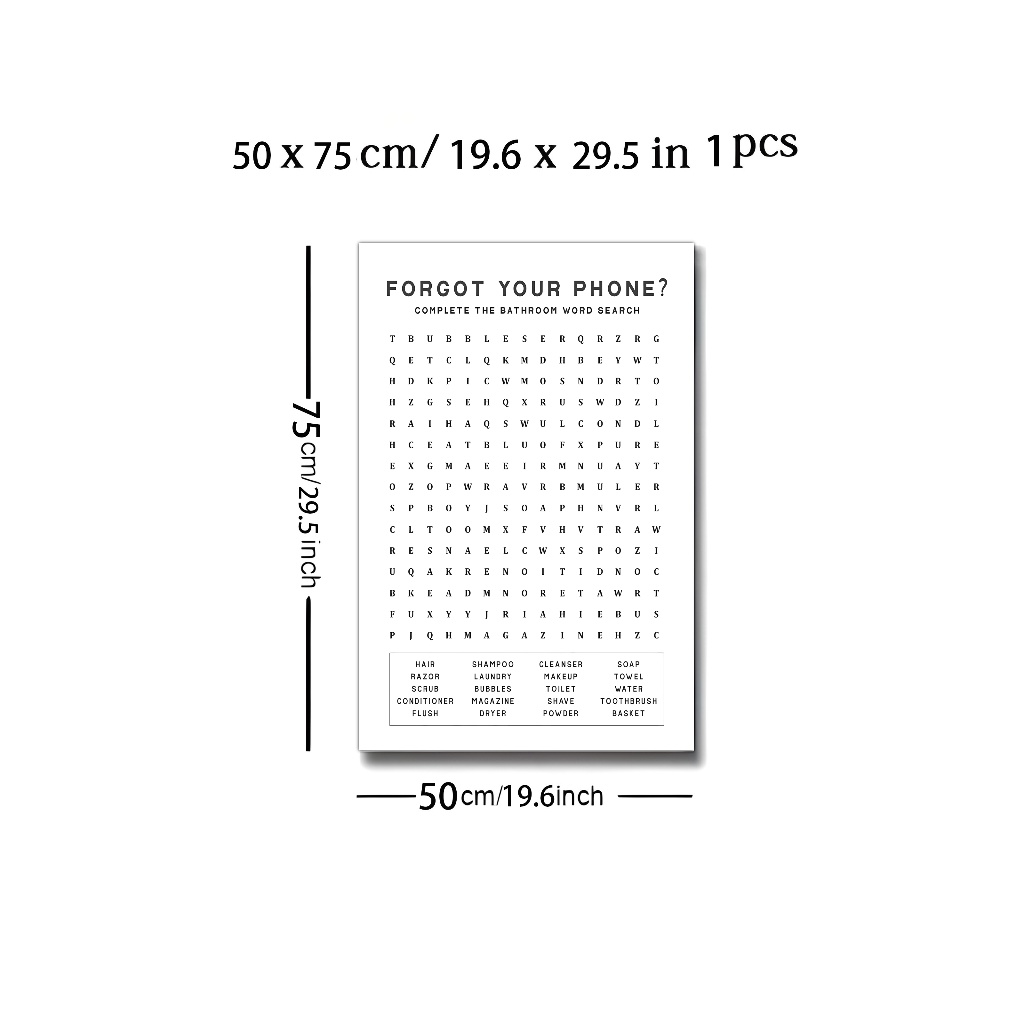 50 x 75 cm/ 19.6 x 29.5 in 1 pcs
FORGOT YOUR PHONE?
COMPLETE THE BATHROOM WORD SEARCH
T B U B B L E S E R Q R Z R G
Q E T C L Q K M D H B E Y W T
H D K P I C W M O S N D R T O
H Z G S E H Q X R U S W D Z I
R A I H A Q S W U L C O N D L
H C E A T B L U O F X P U R E
E X G M A E E I R M N U A Y T
O Z O P W R A V R B M U L E R
S P B O Y J S O A P H N V R L
C L T O O M X F V H V T R A W
R E S N A E L C W X S P O Z I
U Q A K R E N O I T I D N O C
B K E A D M N O R E T A W R T
F U X Y Y J R I A H I E B U S
P J Q H M A G A Z I N E H Z C
HAIR SHAMPOO CLEANSER SOAP
RAZOR LAUNDRY MAKEUP TOWEL
SCRUB BUBBLES TOILET WATER
CONDITIONER MAGAZINE SHAVE TOOTHBRUSH
FLUSH DRYER POWDER BASKET
75cm/29.5inch
50cm/19.6inch